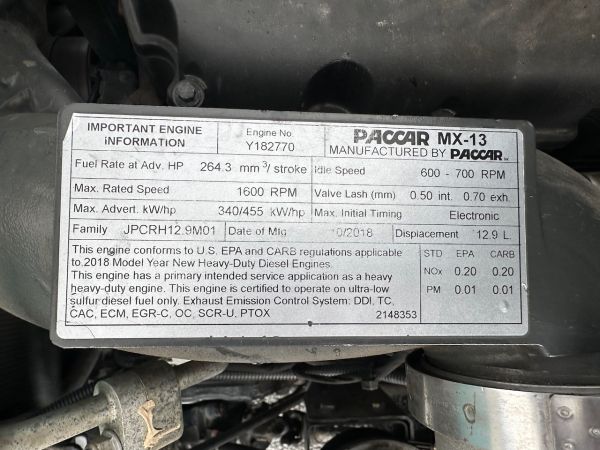 IMPORTANT ENGINE
INFORMATION
Engine No.
Y182770
PACCAR MX-13
MANUFACTURED BY PACCAR INC
Fuel Rate at Adv. HP 264.3 mm³/stroke
Idle Speed 600 - 700 RPM
Max. Rated Speed 1600 RPM
Valve Lash (mm) 0.50 int. 0.70 exh.
Max. Advert. kW/hp 340/455 kW/hp
Max. Initial Timing Electronic
Family JPCRH12.9M01
Date of Mfg 10/2018
Displacement 12.9 L.
This engine conforms to U.S. EPA and CARB regulations applicable
to 2018 Model Year New Heavy-Duty Diesel Engines.
This engine has a primary intended service application as a heavy
heavy-duty engine. This engine is certified to operate on ultra-low
sulfur diesel fuel only. Exhaust Emission Control System: DDI, TC,
CAC, ECM, EGR-C, OC, SCR-U, PTOX
2148353
STD EPA CARB
NOx 0.20 0.20
PM 0.01 0.01